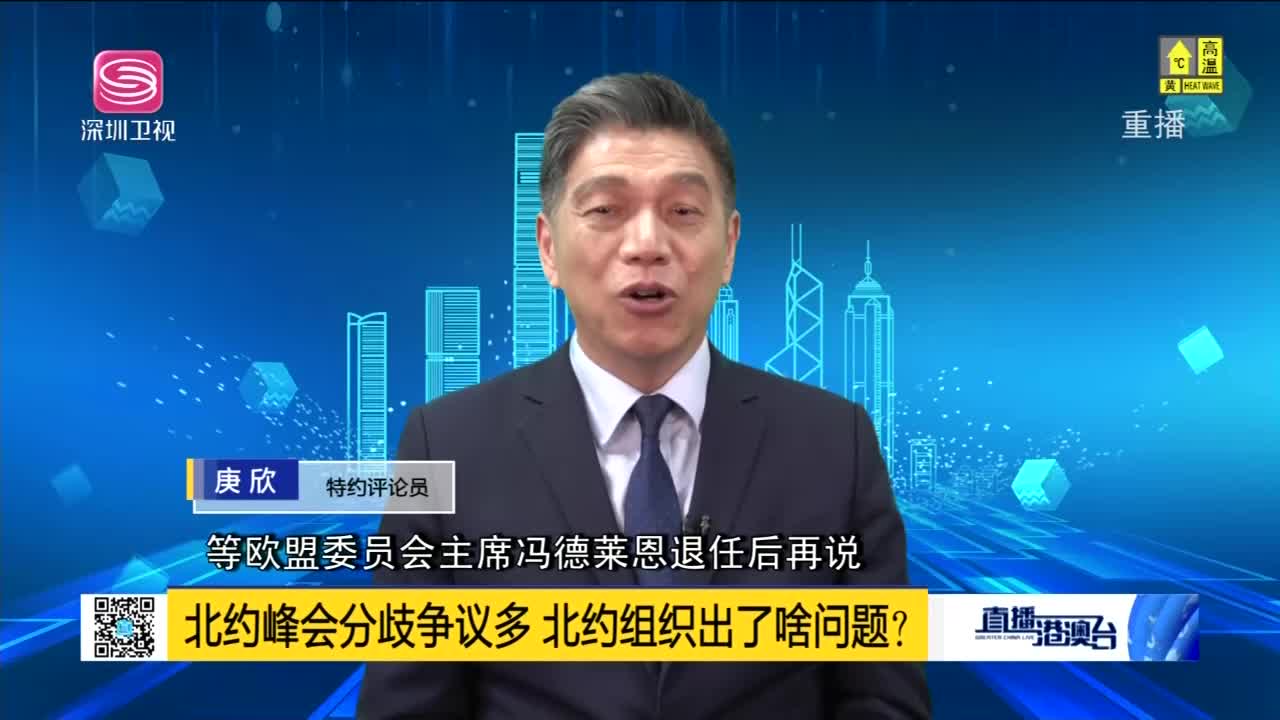 深圳卫视
℃
高温
黄
HEAT WAVE
重播
庚欣
特约评论员
等欧盟委员会主席冯德莱恩退任后再说
北约峰会分歧争议多 北约组织出了啥问题?
直播港澳台
GREATER CHINA LIVE